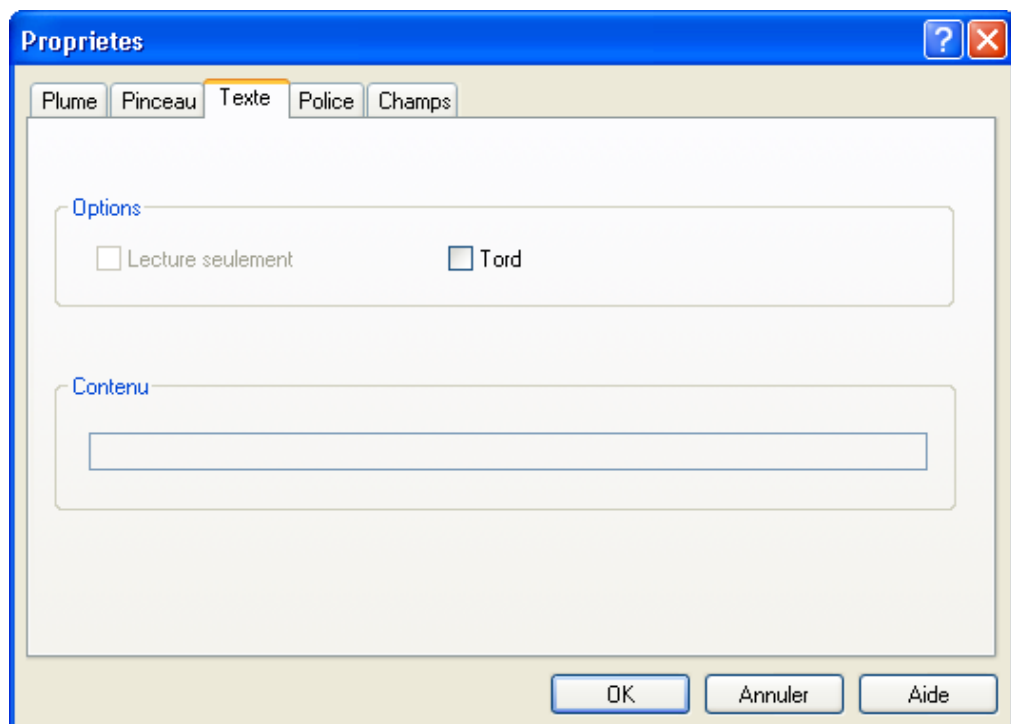 Proprietes
Plume Pinceau Texte Police Champs
Options
Lecture seulement Tord
Contenu
OK Annuler Aide